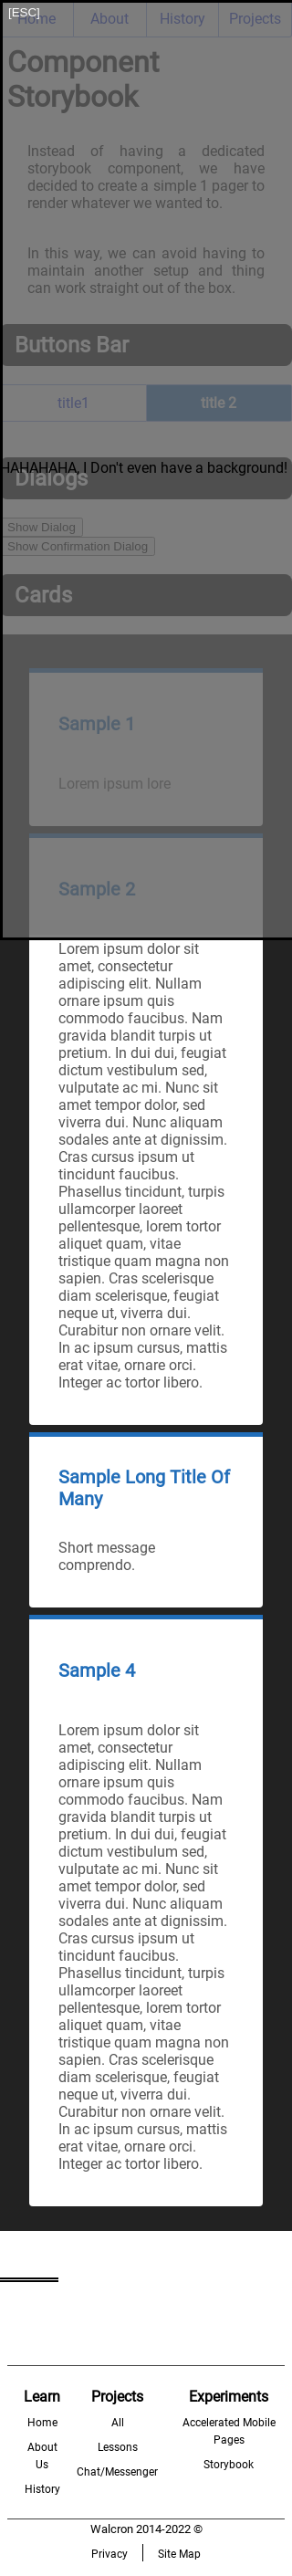 [ESC]
Home About History Projects
Component
Storybook
Instead of having a dedicated
storybook component, we have
decided to create a simple 1 pager to
render whatever we wanted to.
In this way, we can avoid having to
maintain another setup and thing
can work straight out of the box.
Buttons Bar
title1 title 2
HAHAHAHA, I Don't even have a background!
Dialogs
Show Dialog
Show Confirmation Dialog
Cards
Sample 1
Lorem ipsum lore
Sample 2
Lorem ipsum dolor sit
amet, consectetur
adipiscing elit. Nullam
ornare ipsum quis
commodo faucibus. Nam
gravida blandit turpis ut
pretium. In dui dui, feugiat
dictum vestibulum sed,
vulputate ac mi. Nunc sit
amet tempor dolor, sed
viverra dui. Nunc aliquam
sodales ante at dignissim.
Cras cursus ipsum ut
tincidunt faucibus.
Phasellus tincidunt, turpis
ullamcorper laoreet
pellentesque, lorem tortor
aliquet quam, vitae
tristique quam magna non
sapien. Cras scelerisque
diam scelerisque, feugiat
neque ut, viverra dui.
Curabitur non ornare velit.
In ac ipsum cursus, mattis
erat vitae, ornare orci.
Integer ac tortor libero.
Sample Long Title Of
Many
Short message
comprendo.
Sample 4
Lorem ipsum dolor sit
amet, consectetur
adipiscing elit. Nullam
ornare ipsum quis
commodo faucibus. Nam
gravida blandit turpis ut
pretium. In dui dui, feugiat
dictum vestibulum sed,
vulputate ac mi. Nunc sit
amet tempor dolor, sed
viverra dui. Nunc aliquam
sodales ante at dignissim.
Cras cursus ipsum ut
tincidunt faucibus.
Phasellus tincidunt, turpis
ullamcorper laoreet
pellentesque, lorem tortor
aliquet quam, vitae
tristique quam magna non
sapien. Cras scelerisque
diam scelerisque, feugiat
neque ut, viverra dui.
Curabitur non ornare velit.
In ac ipsum cursus, mattis
erat vitae, ornare orci.
Integer ac tortor libero.
Learn
Home
About
Us
History
Projects
All
Lessons
Chat/Messenger
Experiments
Accelerated Mobile
Pages
Storybook
Walcron 2014-2022 ©
Privacy Site Map